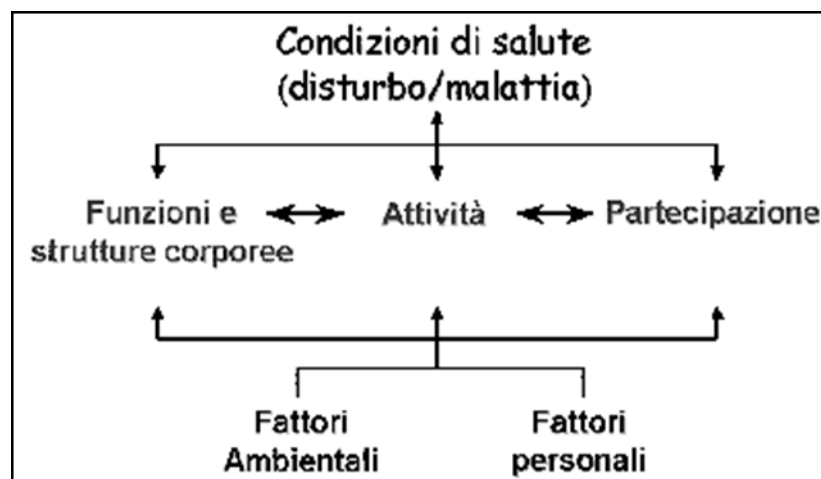 Condizioni di salute
(disturbo/malattia)
Funzioni e
strutture corporee
Attività
Partecipazione
Fattori
Ambientali
Fattori
personali